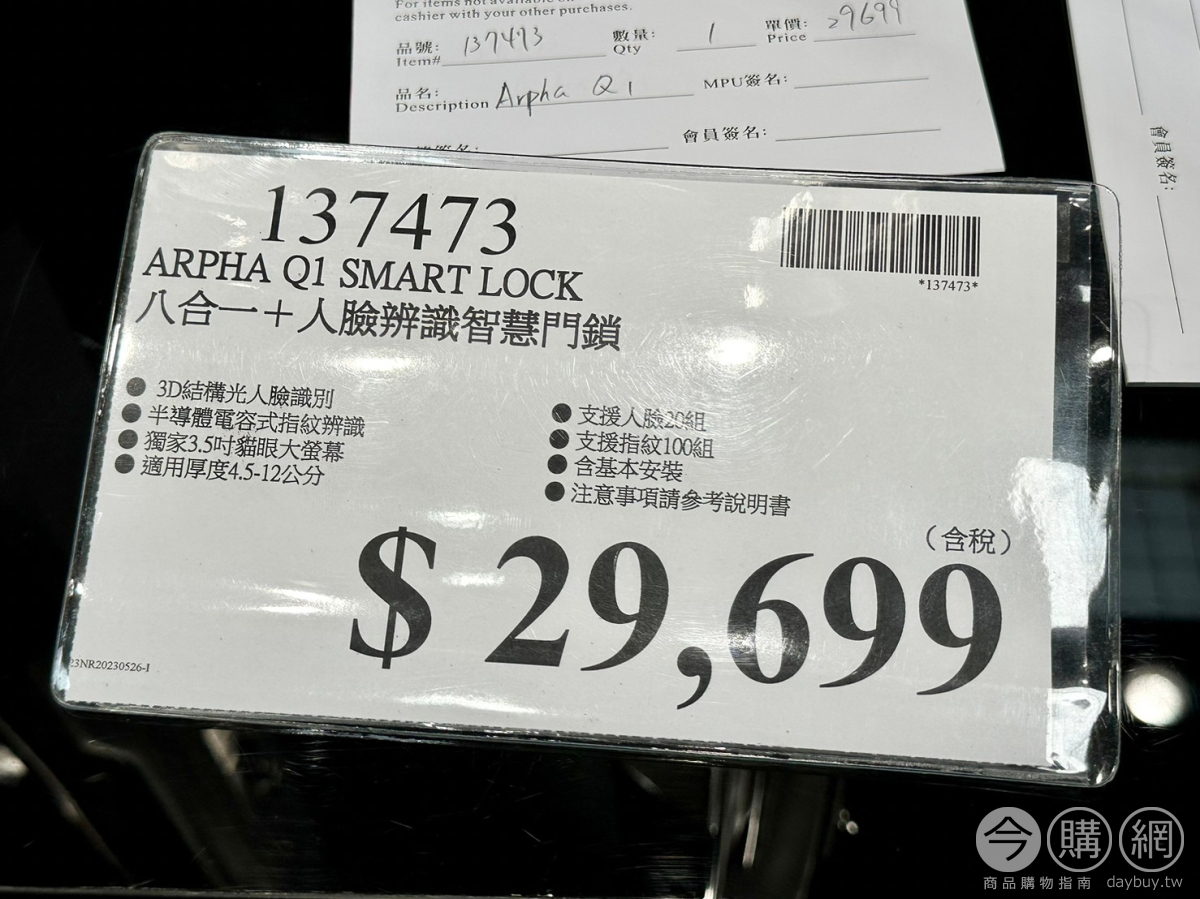 For items not available on
cashier with your other purchases.
品號: 137473 數量: 1 單價: 29699
Item# Qty Price
品名: Arpha Q1 MPU簽名:
Description
會員簽名:
會員簽名:
137473
*137473*
ARPHA Q1 SMART LOCK
八合一＋人臉辨識智慧門鎖
● 3D結構光人臉識別
● 半導體電容式指紋辨識
● 獨家3.5吋貓眼大螢幕
● 適用厚度4.5-12公分
● 支援人臉20組
● 支援指紋100組
● 含基本安裝
● 注意事項請參考說明書
（含稅）
$ 29,699
23NR20230526-I
今購網
商品購物指南 daybuy.tw